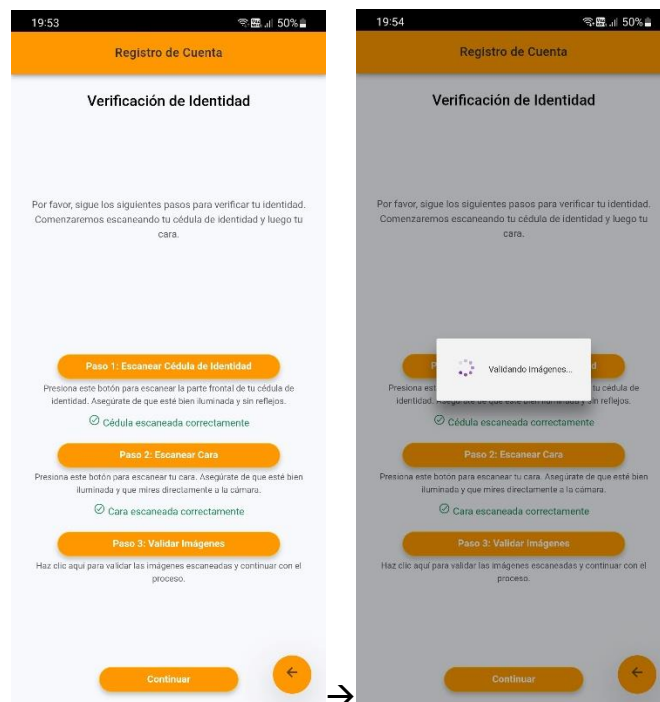 19:53
50%
Registro de Cuenta
Verificación de Identidad
Por favor, sigue los siguientes pasos para verificar tu identidad.
Comenzaremos escaneando tu cédula de identidad y luego tu
cara.
Paso 1: Escanear Cédula de Identidad
Presiona este botón para escanear la parte frontal de tu cédula de
identidad. Asegúrate de que esté bien iluminada y sin reflejos.
Cédula escaneada correctamente
Paso 2: Escanear Cara
Presiona este botón para escanear tu cara. Asegúrate de que esté bien
iluminada y que mires directamente a la cámara.
Cara escaneada correctamente
Paso 3: Validar Imágenes
Haz clic aquí para validar las imágenes escaneadas y continuar con el
proceso.
Continuar
←
→
19:54
50%
Registro de Cuenta
Verificación de Identidad
Por favor, sigue los siguientes pasos para verificar tu identidad.
Comenzaremos escaneando tu cédula de identidad y luego tu
cara.
Validando imágenes...
Presiona est tu cédula de
identidad. sin reflejos.
Cédula escaneada correctamente
Paso 2: Escanear Cara
Presiona este botón para escanear tu cara. Asegúrate de que esté bien
iluminada y que mires directamente a la cámara.
Cara escaneada correctamente
Paso 3: Validar Imágenes
Haz clic aquí para validar las imágenes escaneadas y continuar con el
proceso.
Continuar
←